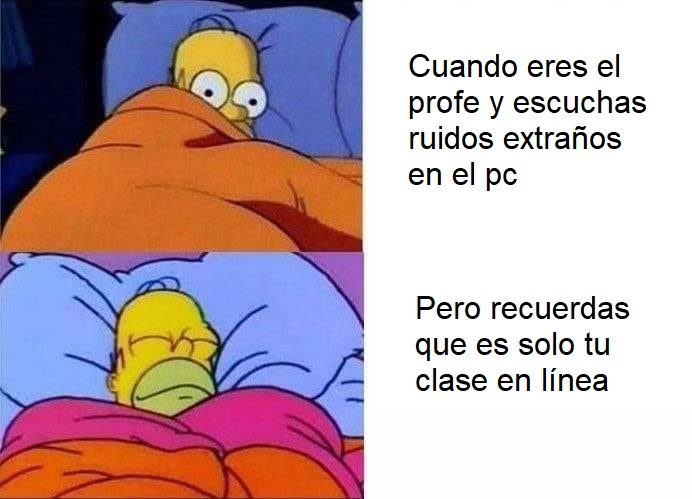 Cuando eres el
profe y escuchas
ruidos extraños
en el pc
Pero recuerdas
que es solo tu
clase en línea